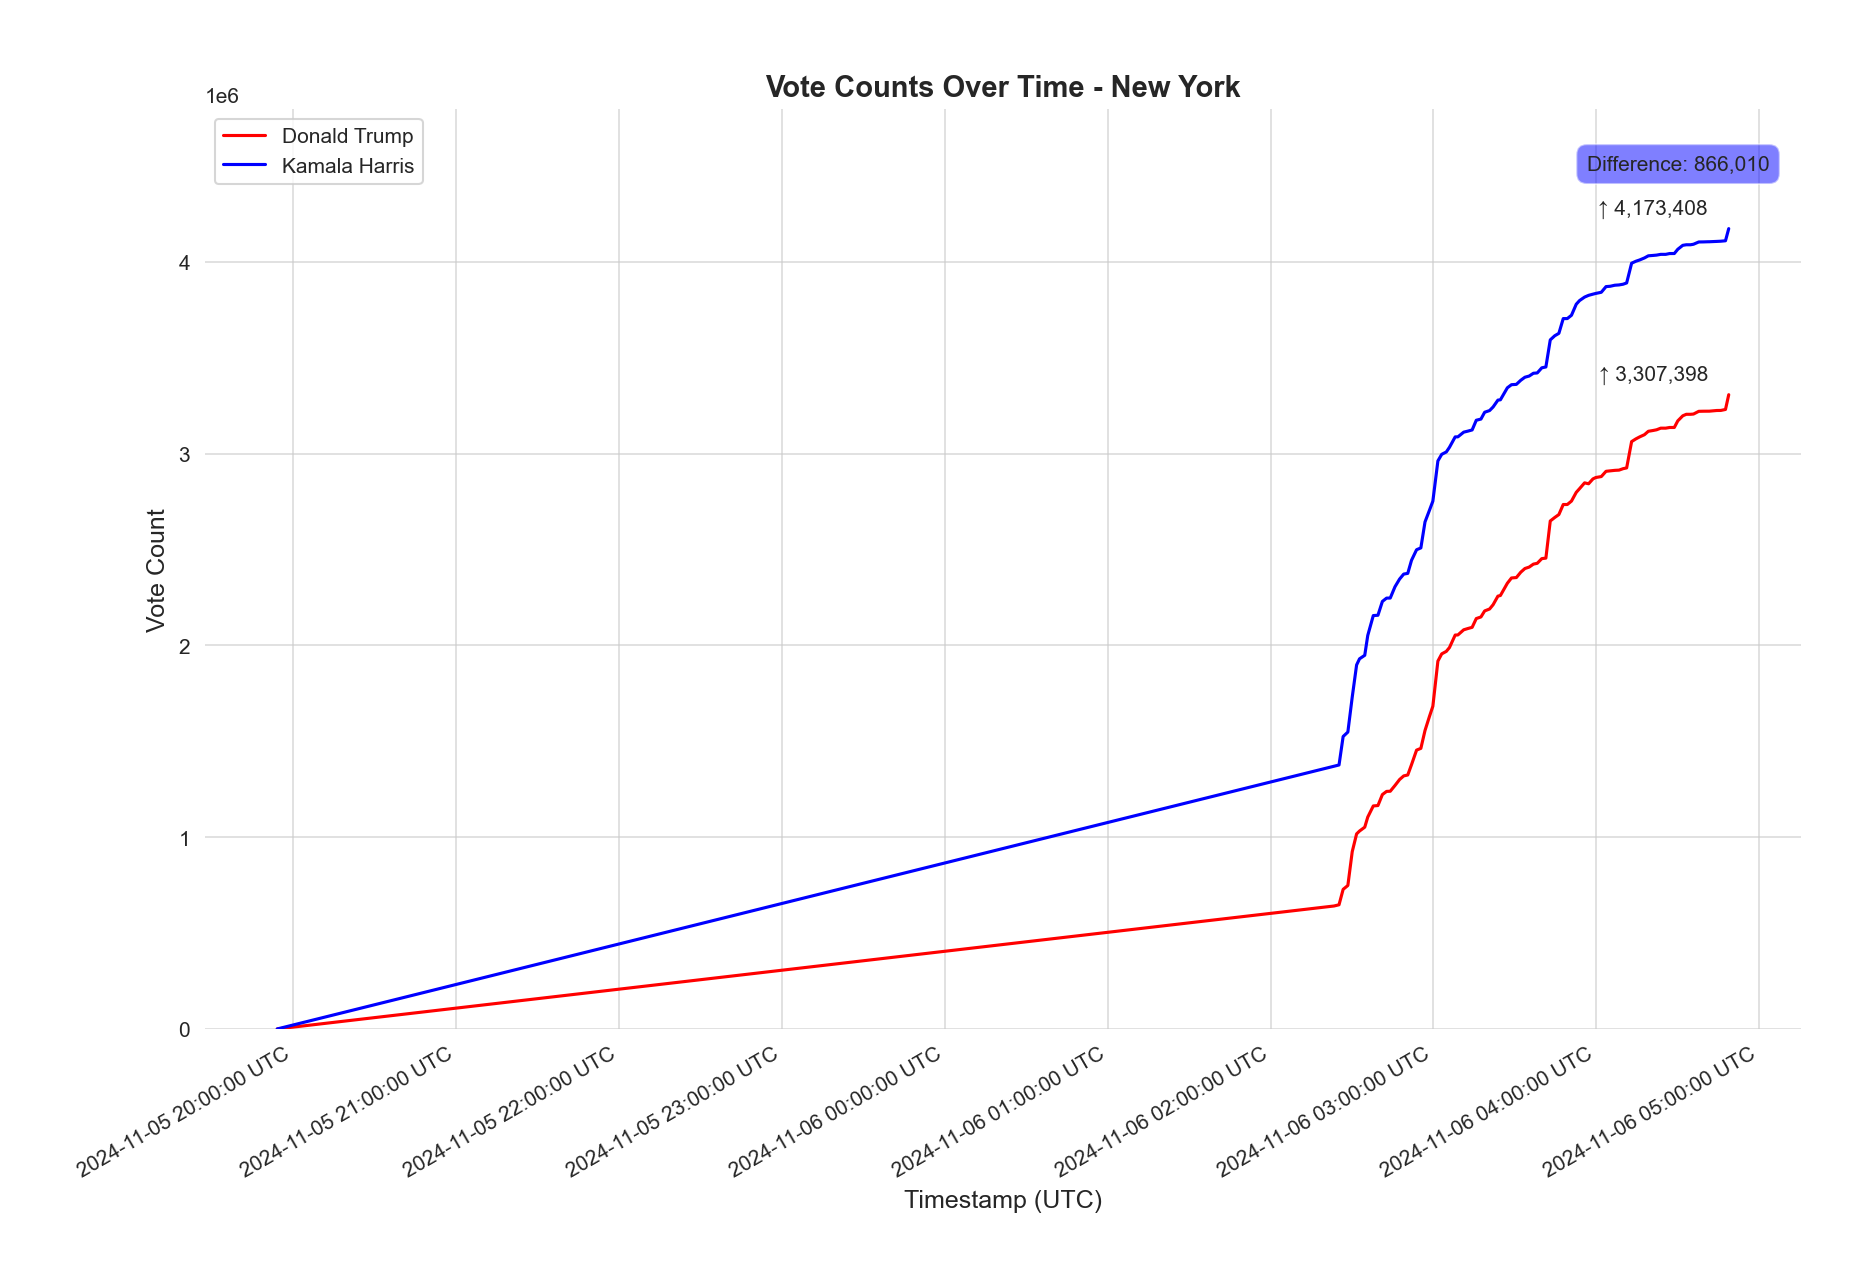 Vote Counts Over Time - New York
1e6
Donald Trump
Kamala Harris
Difference: 866,010
↑ 4,173,408
↑ 3,307,398
4
3
2
1
0
Vote Count
2024-11-05 20:00:00 UTC
2024-11-05 21:00:00 UTC
2024-11-05 22:00:00 UTC
2024-11-05 23:00:00 UTC
2024-11-06 00:00:00 UTC
2024-11-06 01:00:00 UTC
2024-11-06 02:00:00 UTC
2024-11-06 03:00:00 UTC
2024-11-06 04:00:00 UTC
2024-11-06 05:00:00 UTC
Timestamp (UTC)